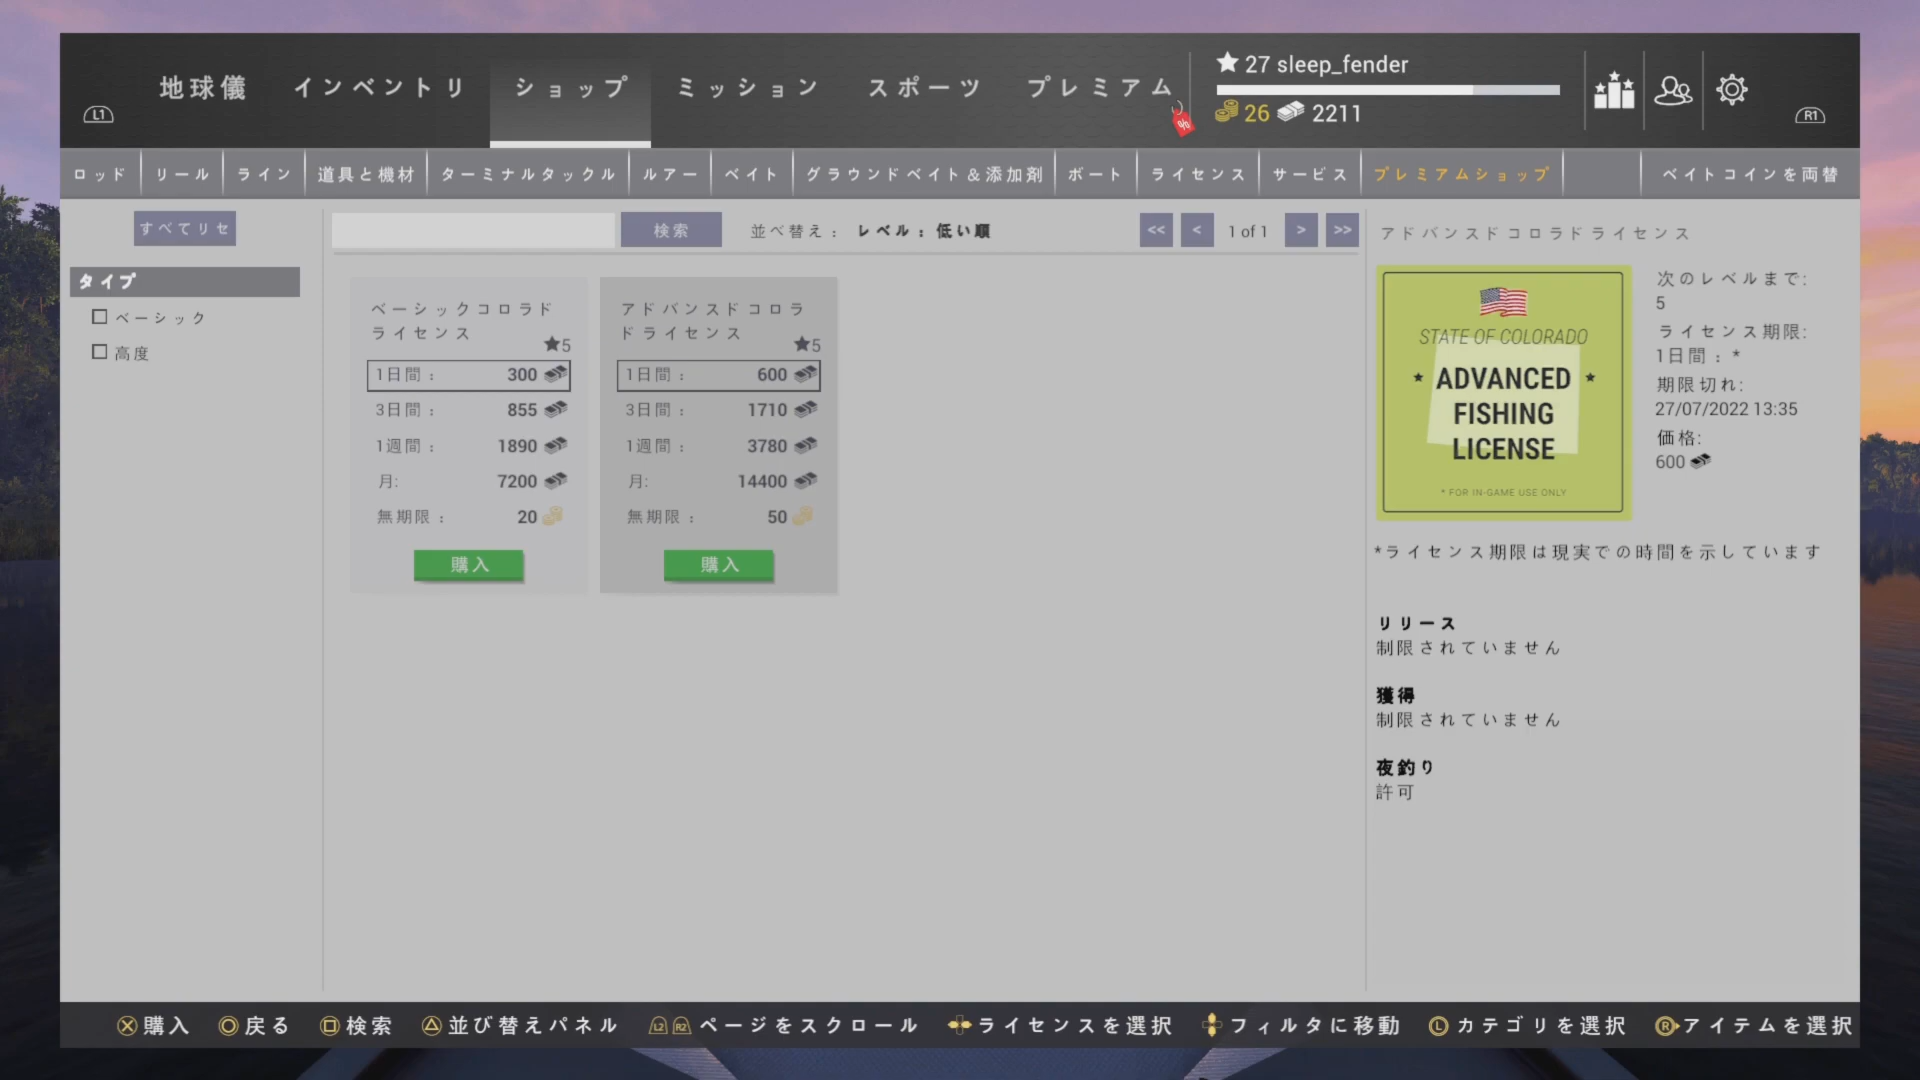 L1
地球儀 インベントリ ショップ ミッション スポーツ プレミアム
%
27 sleep_fender
26 2211
R1
ロッド リール ライン 道具と機材 ターミナルタックル ルアー ベイト グラウンドベイト&添加剤 ボート ライセンス サービス プレミアムショップ ベイトコインを両替
すべてリセ
検索 並べ替え: レベル:低い順 << < 1 of 1 > >>
タイプ
ベーシック
高度
ベーシックコロラド
ライセンス
5
1日間: 300
3日間: 855
1週間: 1890
月: 7200
無期限: 20
購入
アドバンスドコロラ
ドライセンス
5
1日間: 600
3日間: 1710
1週間: 3780
月: 14400
無期限: 50
購入
アドバンスドコロラドライセンス
STATE OF COLORADO
ADVANCED
FISHING
LICENSE
* FOR IN-GAME USE ONLY
次のレベルまで:
5
ライセンス期限:
1日間: *
期限切れ:
27/07/2022 13:35
価格:
600
*ライセンス期限は現実での時間を示しています
リリース
制限されていません
獲得
制限されていません
夜釣り
許可
購入 戻る 検索 並び替えパネル L2 R2 ページをスクロール ライセンスを選択 フィルタに移動 L カテゴリを選択 R アイテムを選択